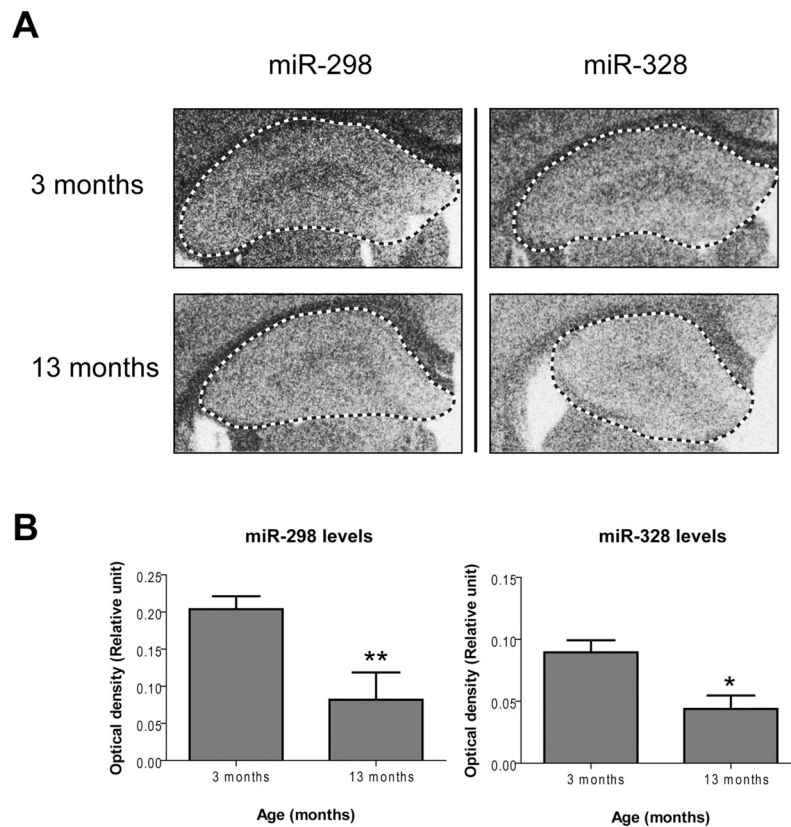 A
miR-298
miR-328
3 months
13 months
B
miR-298 levels
Optical density (Relative unit)
0.25
0.20
0.15
0.10
0.05
0.00
**
3 months
13 months
Age (months)
miR-328 levels
Optical density (Relative unit)
0.15
0.10
0.05
0.00
*
3 months
13 months
Age (months)